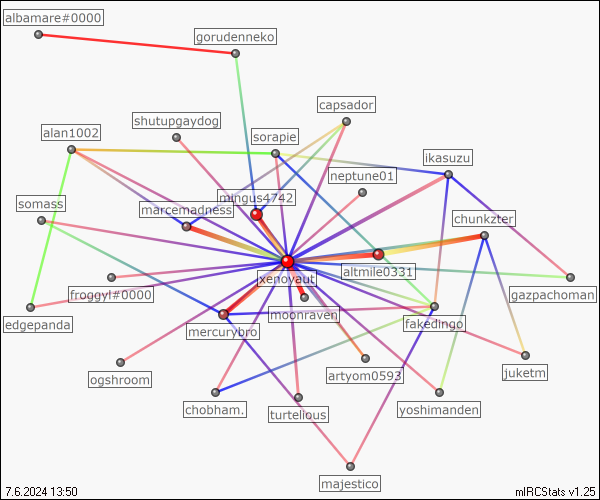 albamare#0000
gorudenneko
capsador
shutupgaydog
alan1002
sorapie
ikasuzu
neptune01
mingus4742
somass
marcemadness
chunkzter
altmile0331
xenoyaut
froggyl#0000
gazpachoman
moonraven
edgepanda
fakedingo
mercurybro
juketm
artyom0593
ogshroom
chobham.
turtelious
yoshimanden
majestico
7.6.2024 13:50
mIRCStats v1.25